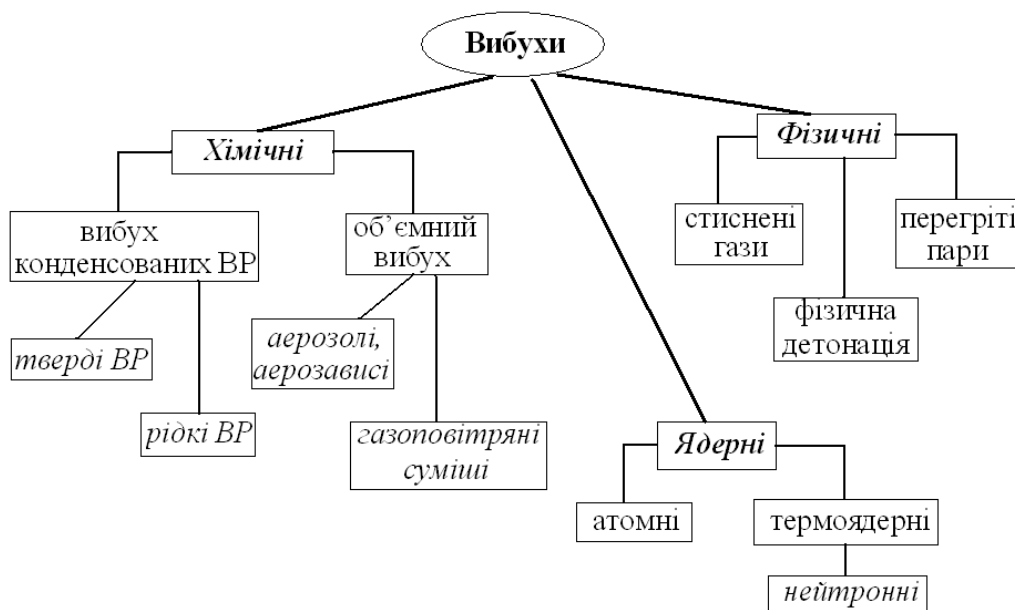 Вибухи
Хімічні
вибух
конденсованих ВР
тверді ВР
рідкі ВР
об’ємний
вибух
аерозолі,
аерозависі
газоповітряні
суміші
Фізичні
стиснені
гази
фізична
детонація
перегріті
пари
Ядерні
атомні
термоядерні
нейтронні